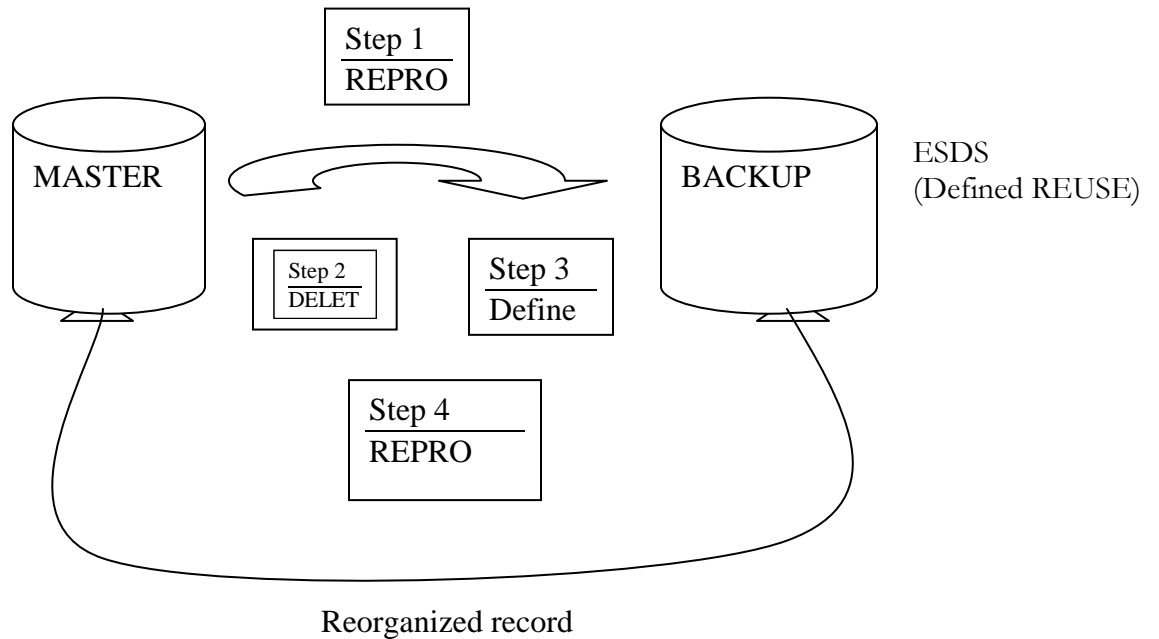 Step 1
REPRO
MASTER
BACKUP
ESDS
(Defined REUSE)
Step 2
DELET
Step 3
Define
Step 4
REPRO
Reorganized record